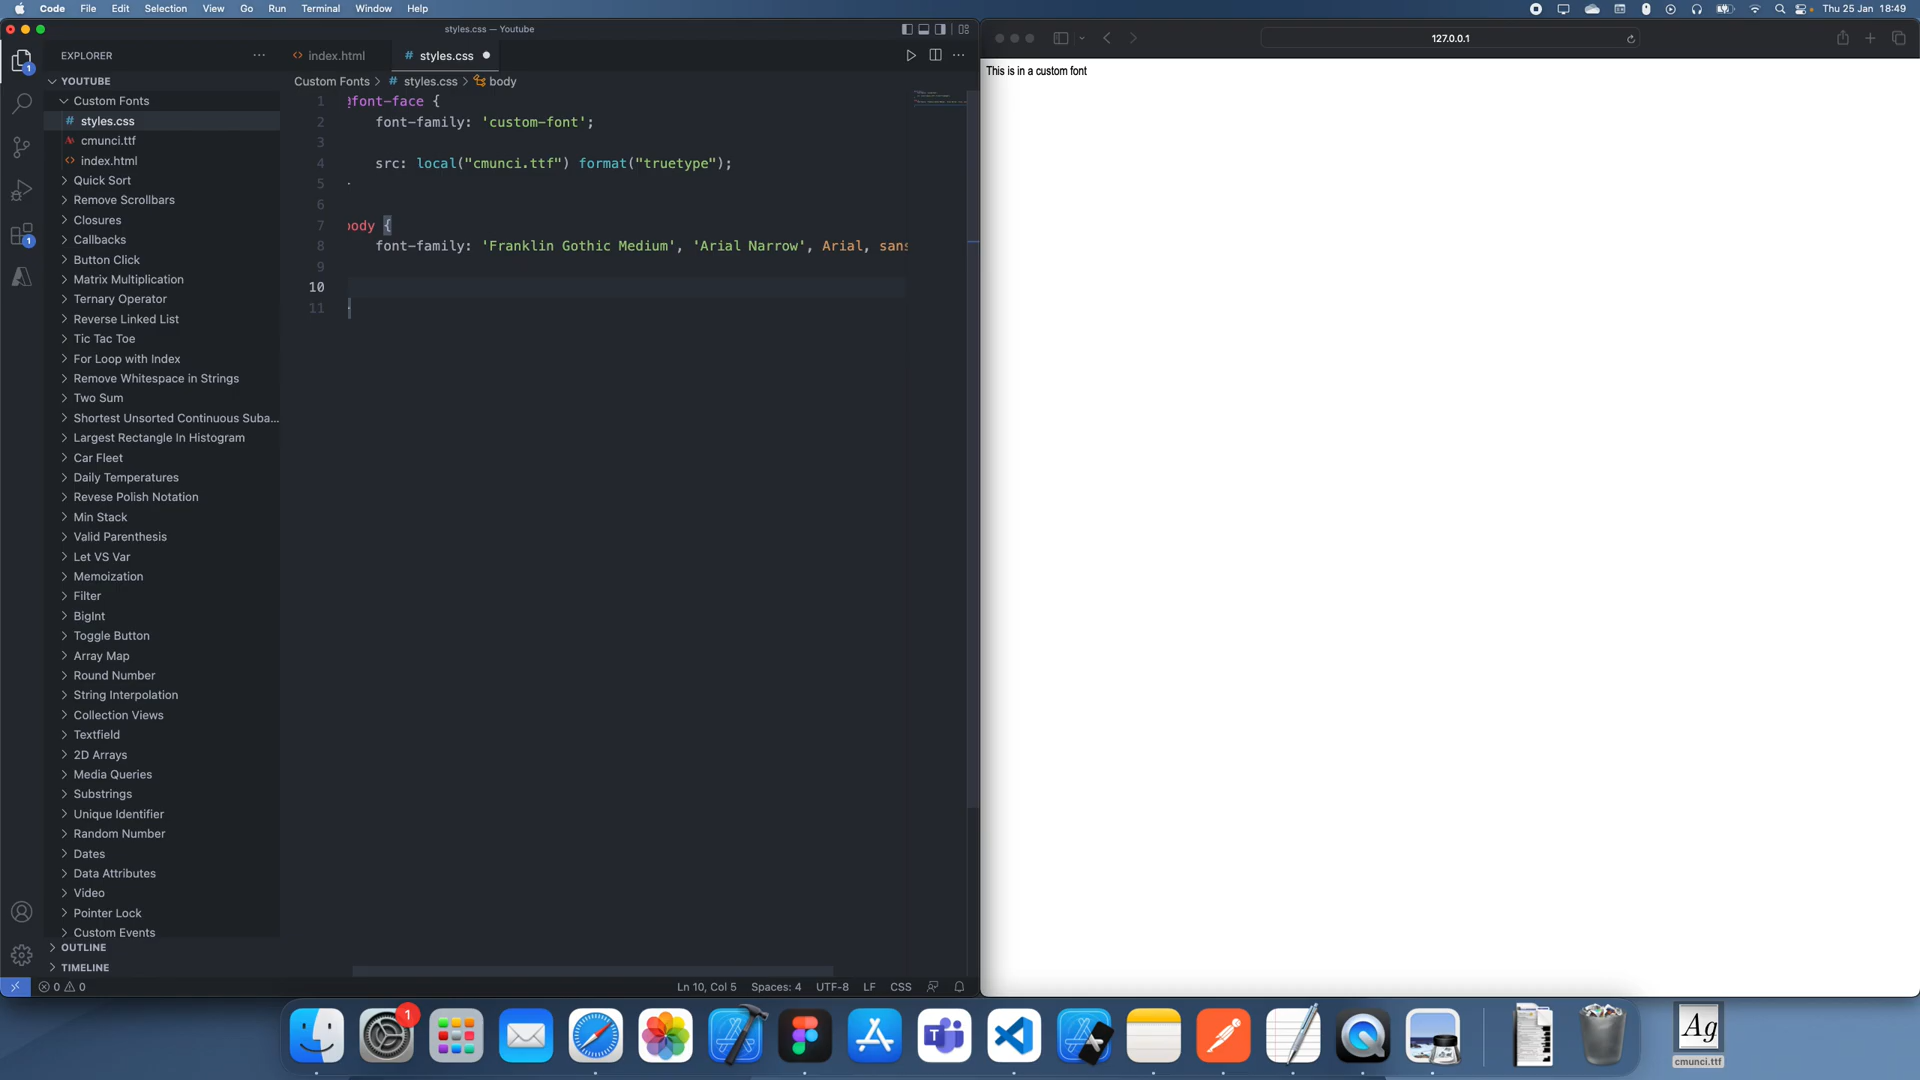 Code File Edit Selection View Go Run Terminal Window Help Thu 25 Jan 18:49
styles.css — Youtube
127.0.0.1
EXPLORER
index.html
# styles.css
YOUTUBE
Custom Fonts > # styles.css > body
Custom Fonts
# styles.css
cmunci.ttf
index.html
Quick Sort
Remove Scrollbars
Closures
Callbacks
Button Click
Matrix Multiplication
Ternary Operator
Reverse Linked List
Tic Tac Toe
For Loop with Index
Remove Whitespace in Strings
Two Sum
Shortest Unsorted Continuous Suba...
Largest Rectangle In Histogram
Car Fleet
Daily Temperatures
Revese Polish Notation
Min Stack
Valid Parenthesis
Let VS Var
Memoization
Filter
BigInt
Toggle Button
Array Map
Round Number
String Interpolation
Collection Views
Textfield
2D Arrays
Media Queries
Substrings
Unique Identifier
Random Number
Dates
Data Attributes
Video
Pointer Lock
Custom Events
OUTLINE
TIMELINE
1 @font-face {
2 font-family: 'custom-font';
3
4 src: local("cmunci.ttf") format("truetype");
5
6
7 body {
8 font-family: 'Franklin Gothic Medium', 'Arial Narrow', Arial, sans
9
10
11 }
This is in a custom font
0 0
Ln 10, Col 5 Spaces: 4 UTF-8 LF CSS
1
1
1
Ag
cmunci.ttf